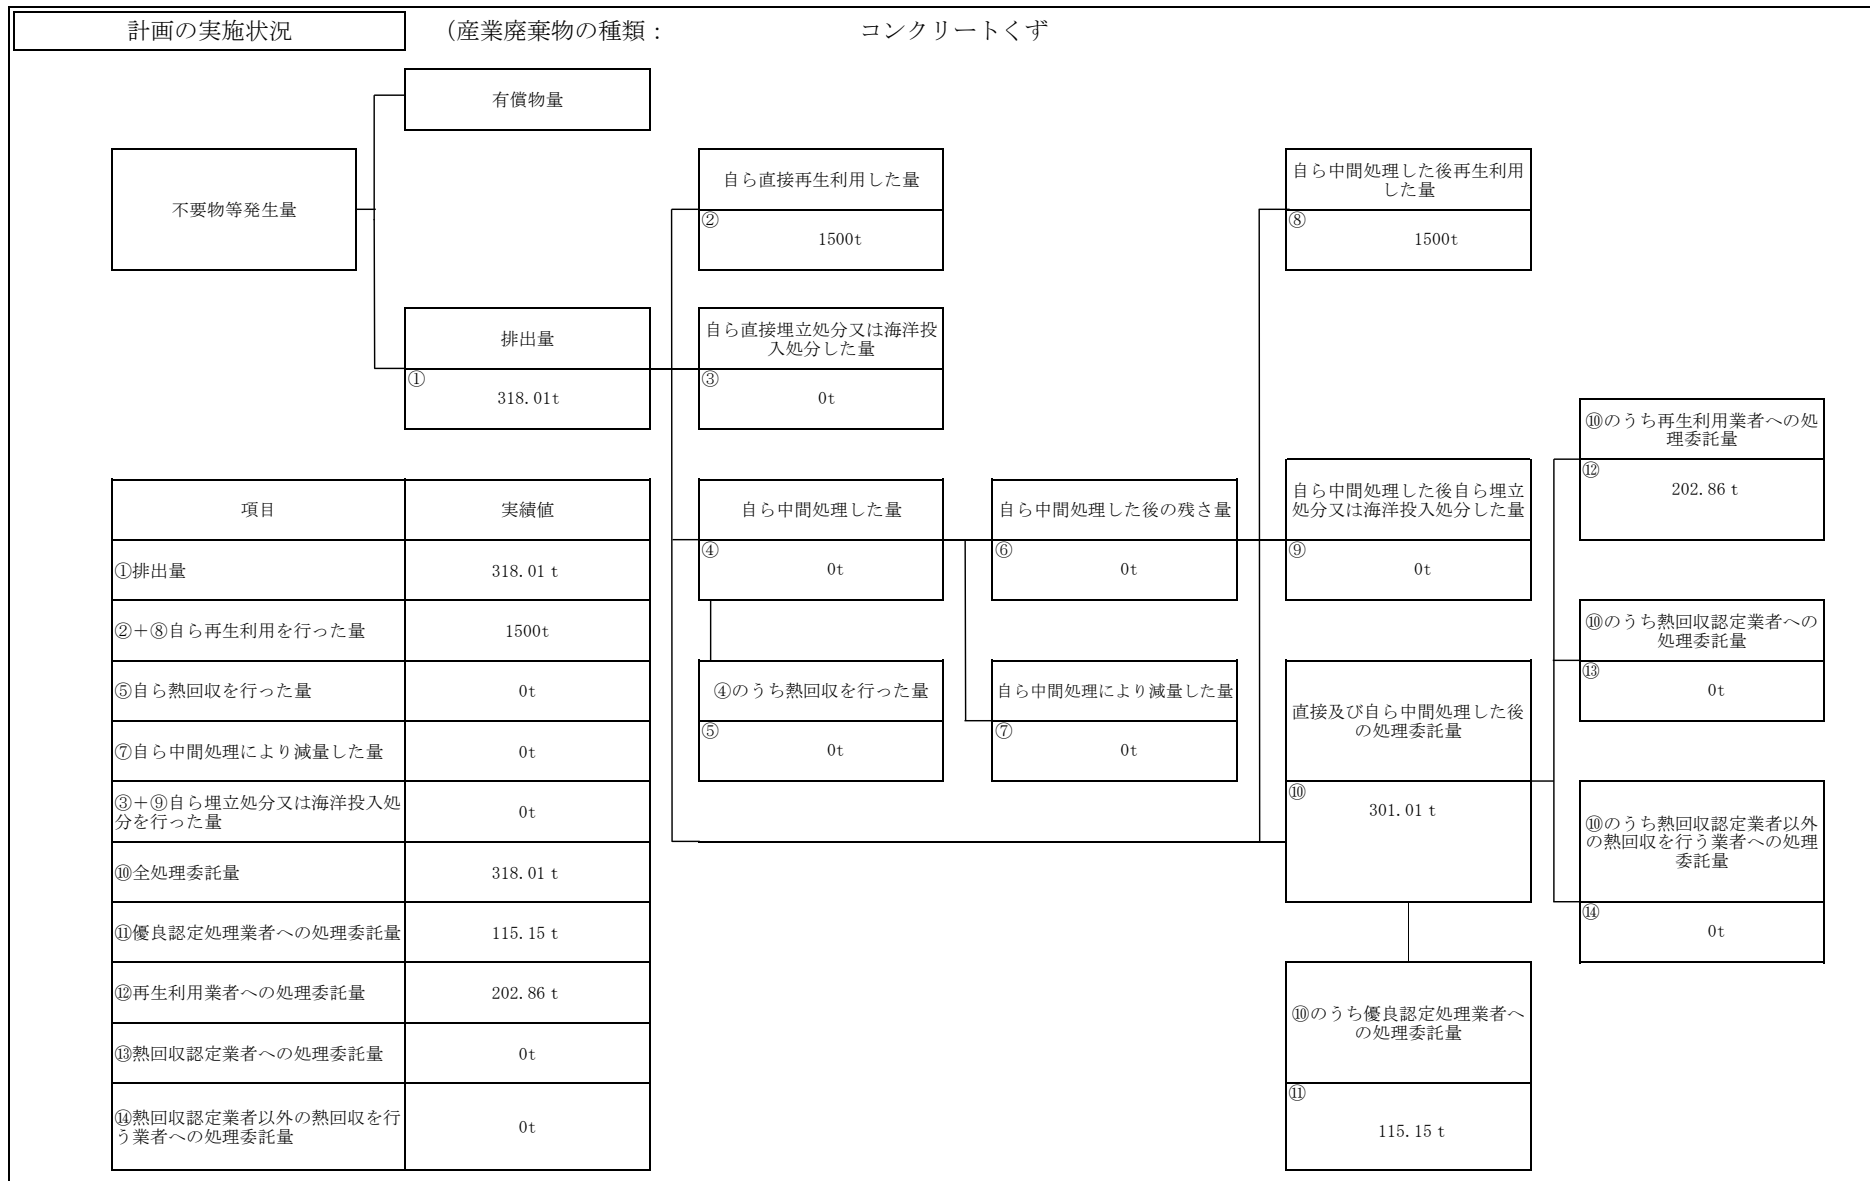 計画の実施状況 （産業廃棄物の種類： コンクリートくず
有償物量
不要物等発生量
排出量
①
318.01t
自ら直接再生利用した量
②
1500t
自ら直接埋立処分又は海洋投
入処分した量
③
0t
自ら中間処理した後再生利用
した量
⑧
1500t
自ら中間処理した量
④
0t
④のうち熱回収を行った量
⑤
0t
自ら中間処理した後の残さ量
⑥
0t
自ら中間処理により減量した量
⑦
0t
自ら中間処理した後自ら埋立
処分又は海洋投入処分した量
⑨
0t
直接及び自ら中間処理した後
の処理委託量
⑩
301.01 t
⑩のうち優良認定処理業者へ
の処理委託量
⑪
115.15 t
⑩のうち再生利用業者への処
理委託量
⑫
202.86 t
⑩のうち熱回収認定業者への
処理委託量
⑬
0t
⑩のうち熱回収認定業者以外
の熱回収を行う業者への処理
委託量
⑭
0t
項目 実績値
①排出量 318.01 t
②＋⑧自ら再生利用を行った量 1500t
⑤自ら熱回収を行った量 0t
⑦自ら中間処理により減量した量 0t
③＋⑨自ら埋立処分又は海洋投入処
分を行った量 0t
⑩全処理委託量 318.01 t
⑪優良認定処理業者への処理委託量 115.15 t
⑫再生利用業者への処理委託量 202.86 t
⑬熱回収認定業者への処理委託量 0t
⑭熱回収認定業者以外の熱回収を行
う業者への処理委託量 0t